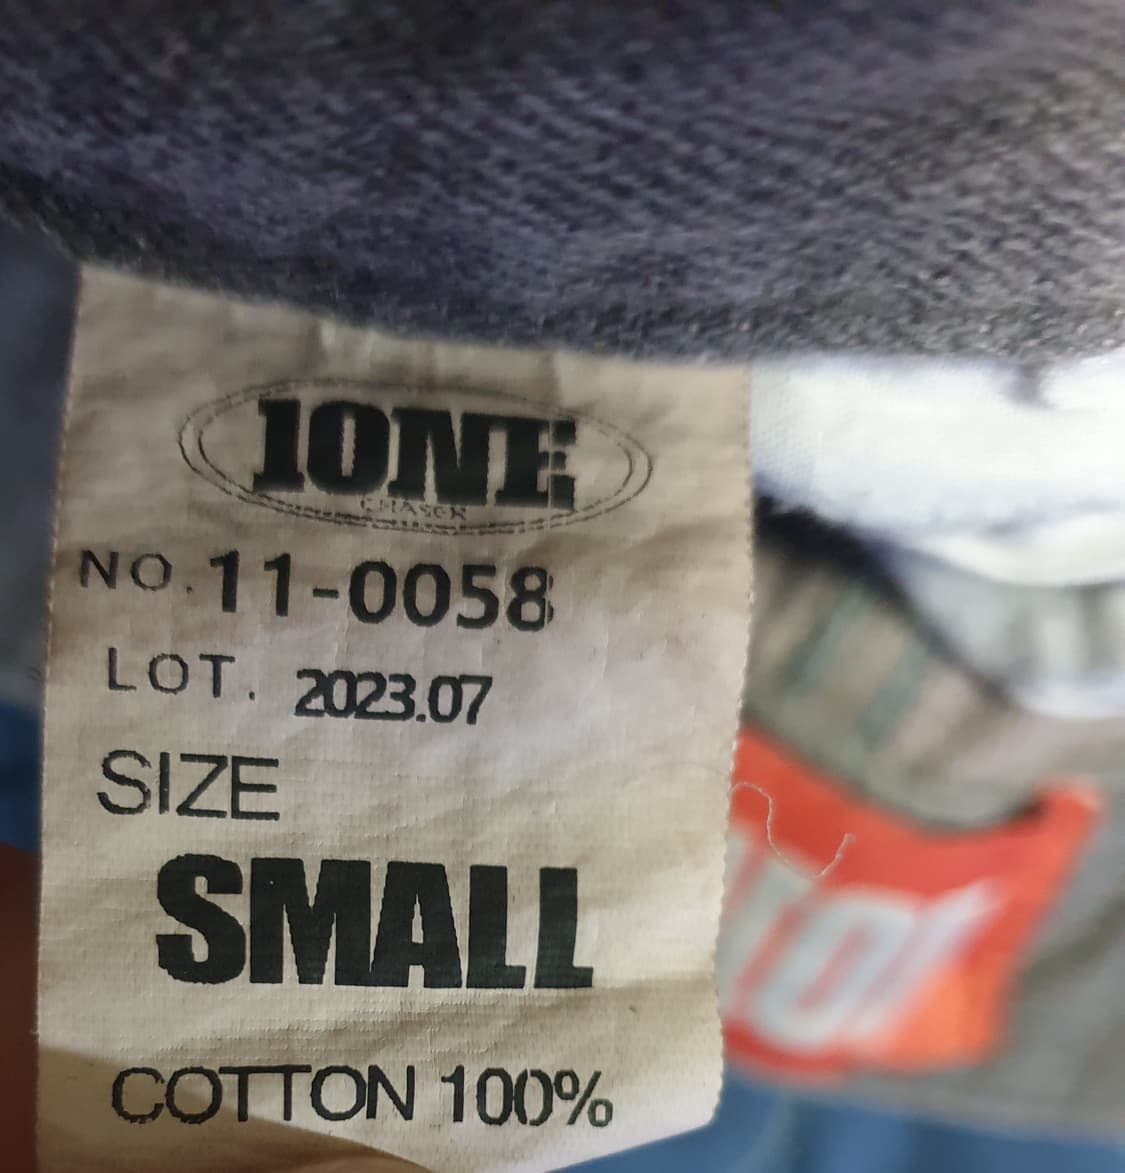 IONE
CHASER
NO. 11-0058
LOT. 2023.07
SIZE
SMALL
COTTON 100%